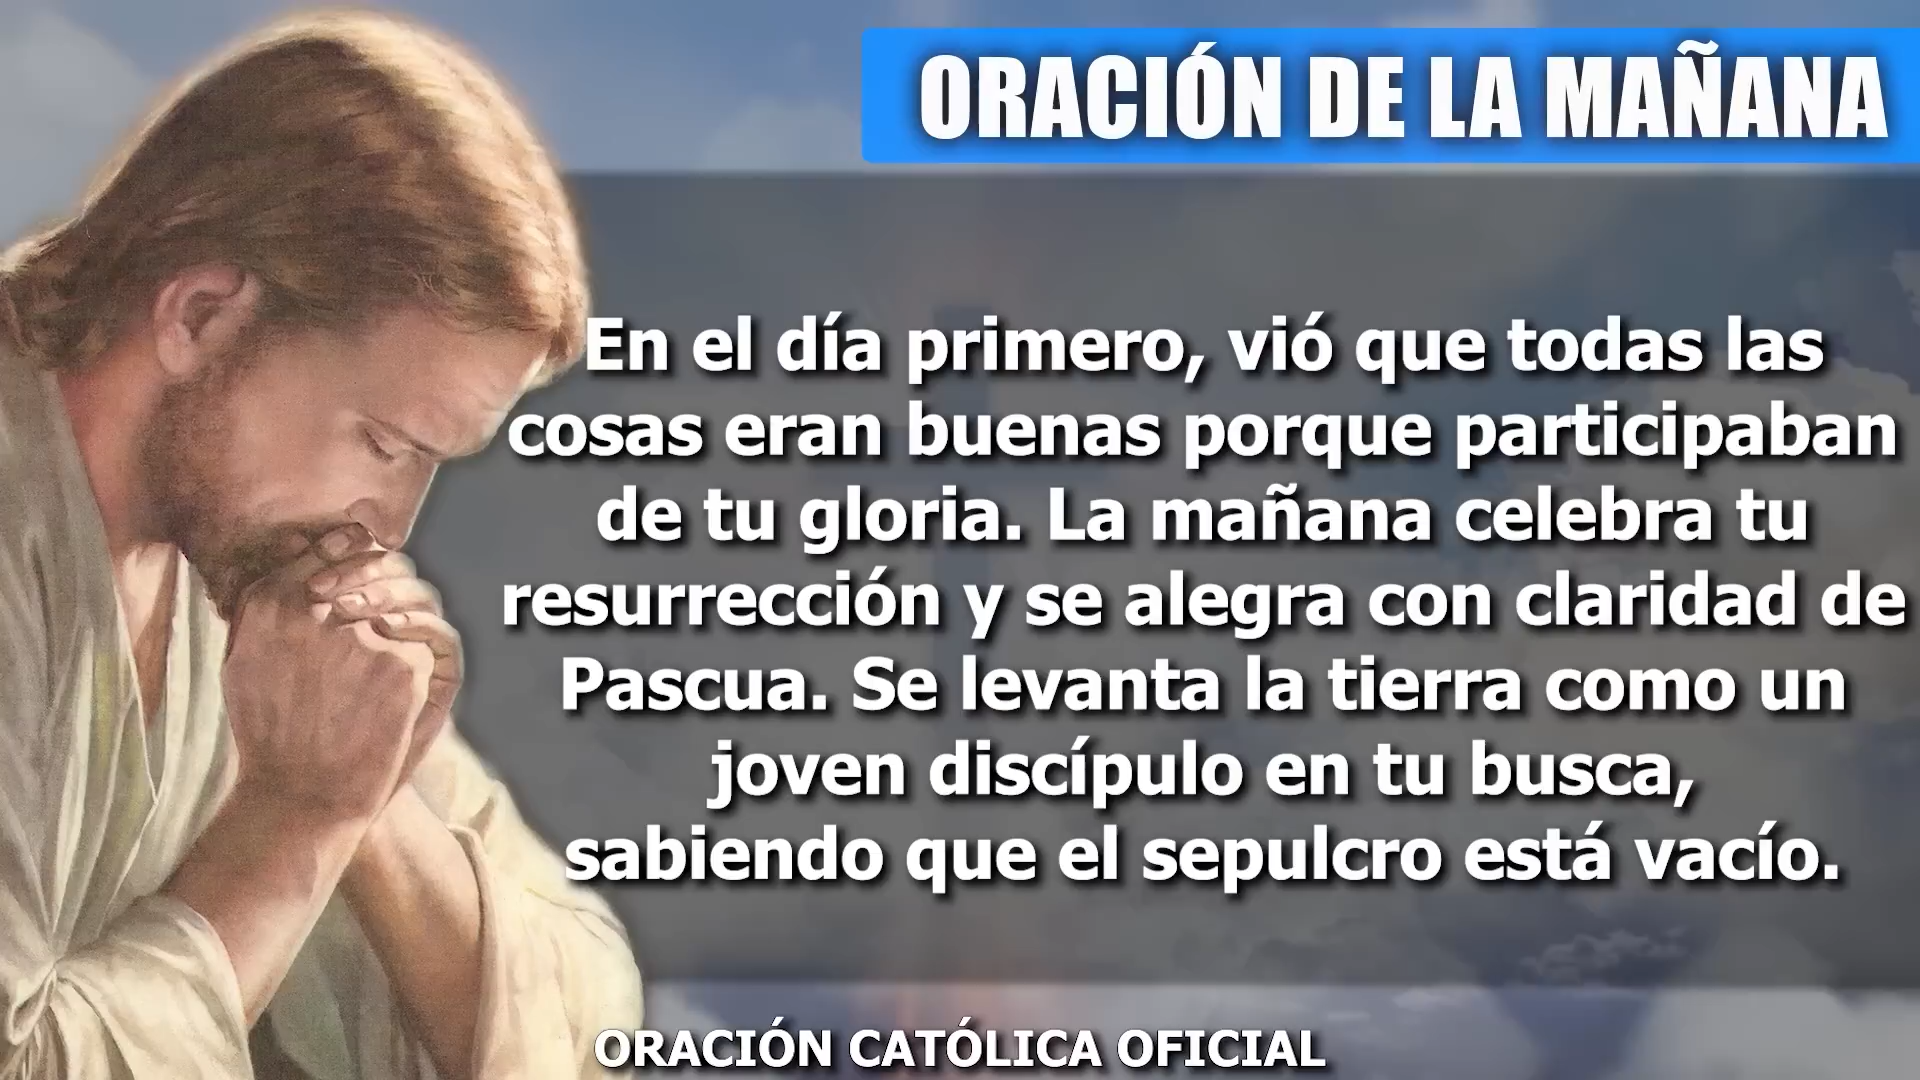 ORACIÓN DE LA MAÑANA
En el día primero, vió que todas las
cosas eran buenas porque participaban
de tu gloria. La mañana celebra tu
resurrección y se alegra con claridad de
Pascua. Se levanta la tierra como un
joven discípulo en tu busca,
sabiendo que el sepulcro está vacío.
ORACIÓN CATÓLICA OFICIAL